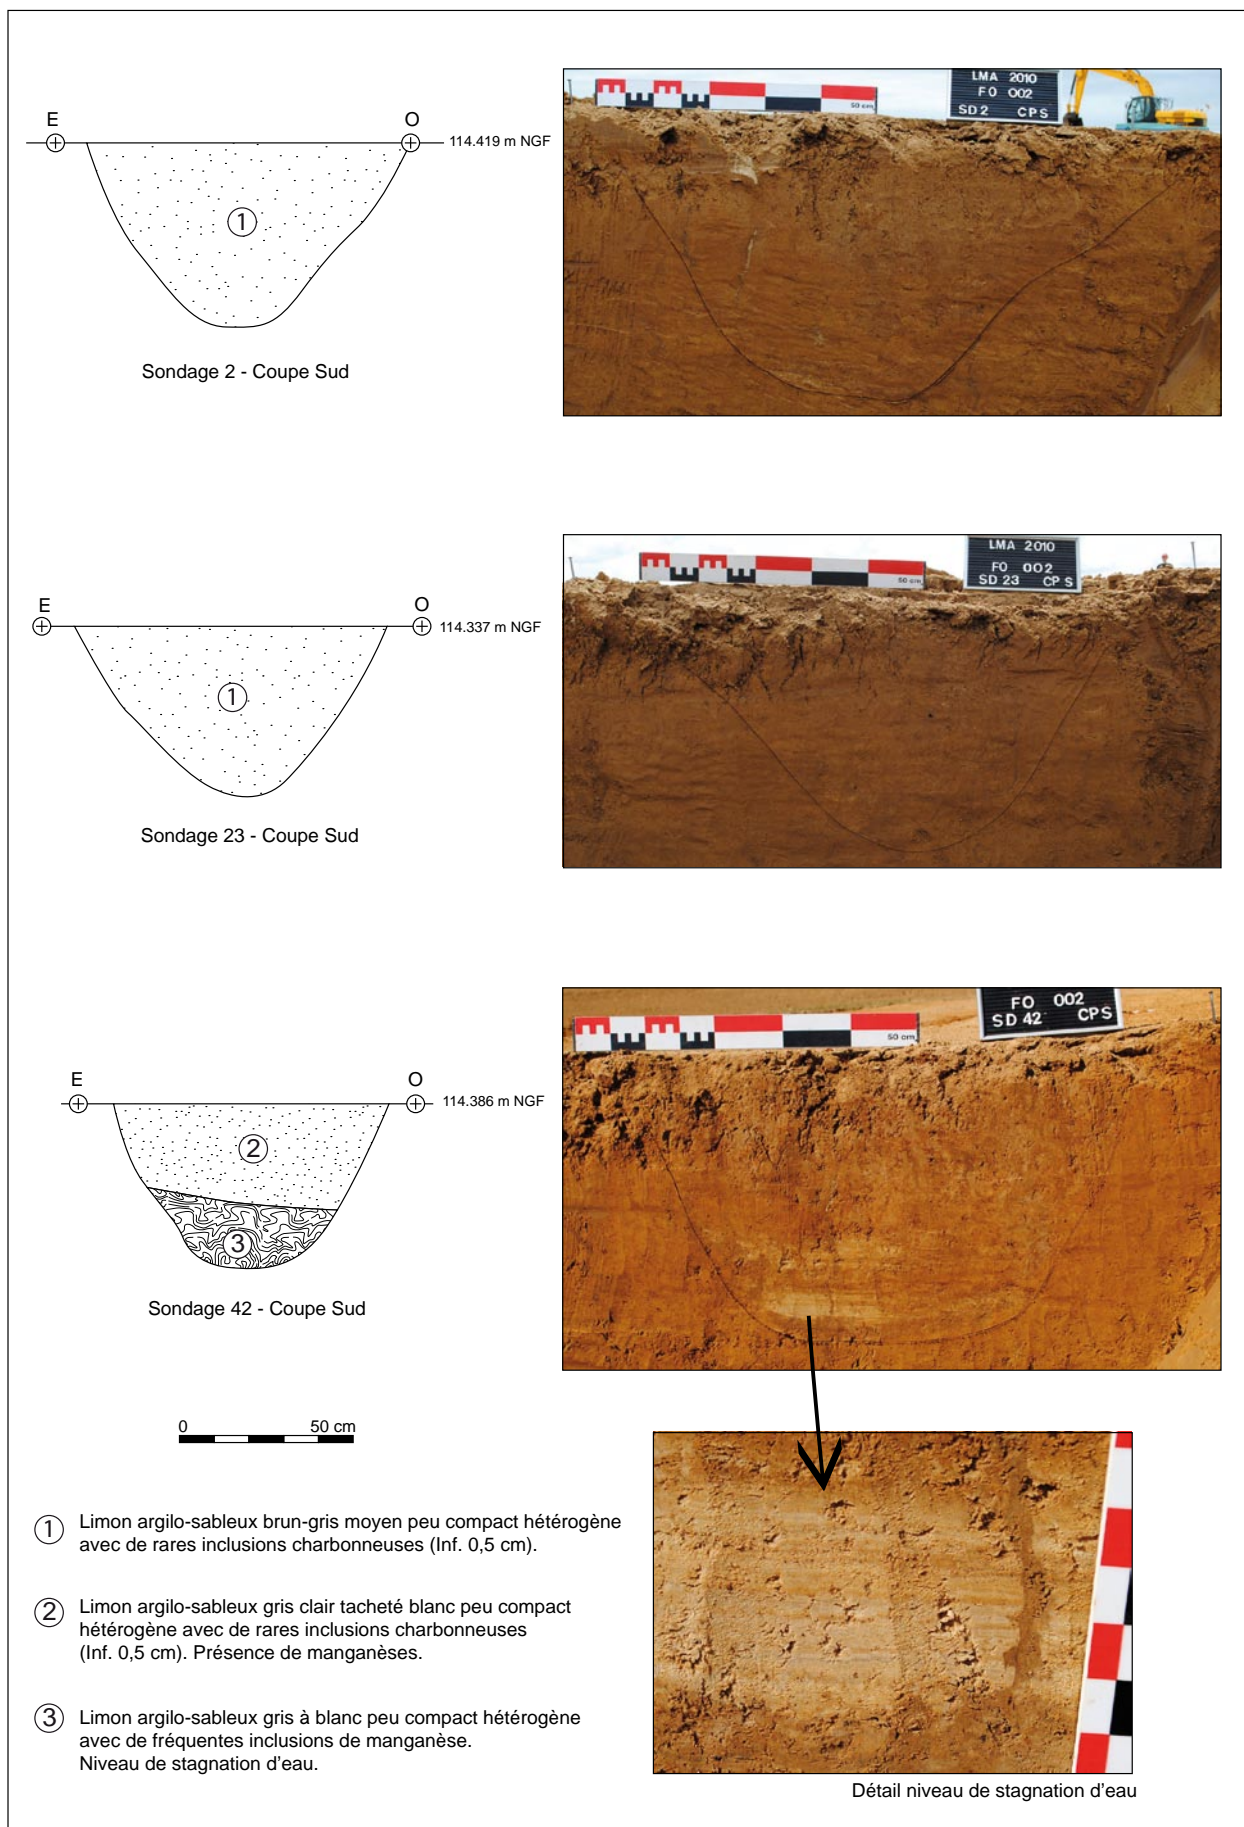 E
O
114.419 m NGF
1
Sondage 2 - Coupe Sud
50 cm
LMA 2010
FO 002
SD 2 CPS
E
O
114.337 m NGF
1
Sondage 23 - Coupe Sud
50 cm
LMA 2010
FO 002
SD 23 CPS
E
O
114.386 m NGF
2
3
Sondage 42 - Coupe Sud
50 cm
FO 002
SD 42 CPS
0 50 cm
1 Limon argilo-sableux brun-gris moyen peu compact hétérogène
avec de rares inclusions charbonneuses (Inf. 0,5 cm).
2 Limon argilo-sableux gris clair tacheté blanc peu compact
hétérogène avec de rares inclusions charbonneuses
(Inf. 0,5 cm). Présence de manganèses.
3 Limon argilo-sableux gris à blanc peu compact hétérogène
avec de fréquentes inclusions de manganèse.
Niveau de stagnation d'eau.
Détail niveau de stagnation d'eau